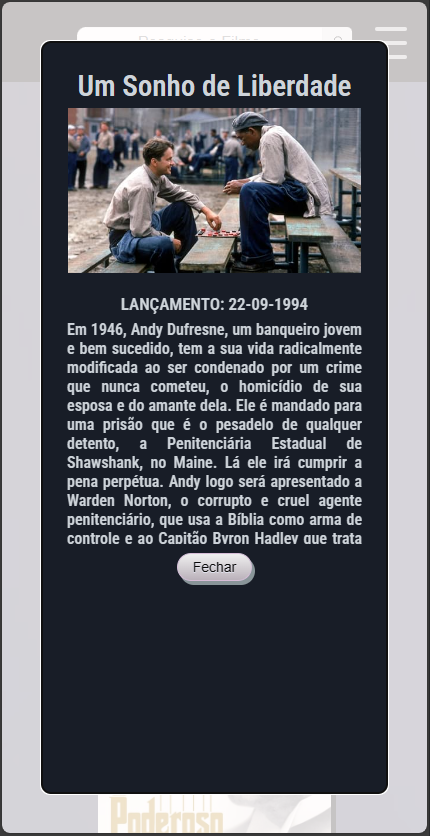 Um Sonho de Liberdade
LANÇAMENTO: 22-09-1994
Em 1946, Andy Dufresne, um banqueiro jovem
e bem sucedido, tem a sua vida radicalmente
modificada ao ser condenado por um crime
que nunca cometeu, o homicídio de sua
esposa e do amante dela. Ele é mandado para
uma prisão que é o pesadelo de qualquer
detento, a Penitenciária Estadual de
Shawshank, no Maine. Lá ele irá cumprir a
pena perpétua. Andy logo será apresentado a
Warden Norton, o corrupto e cruel agente
penitenciário, que usa a Bíblia como arma de
controle e ao Capitão Byron Hadley que trata
Fechar
Poderoso